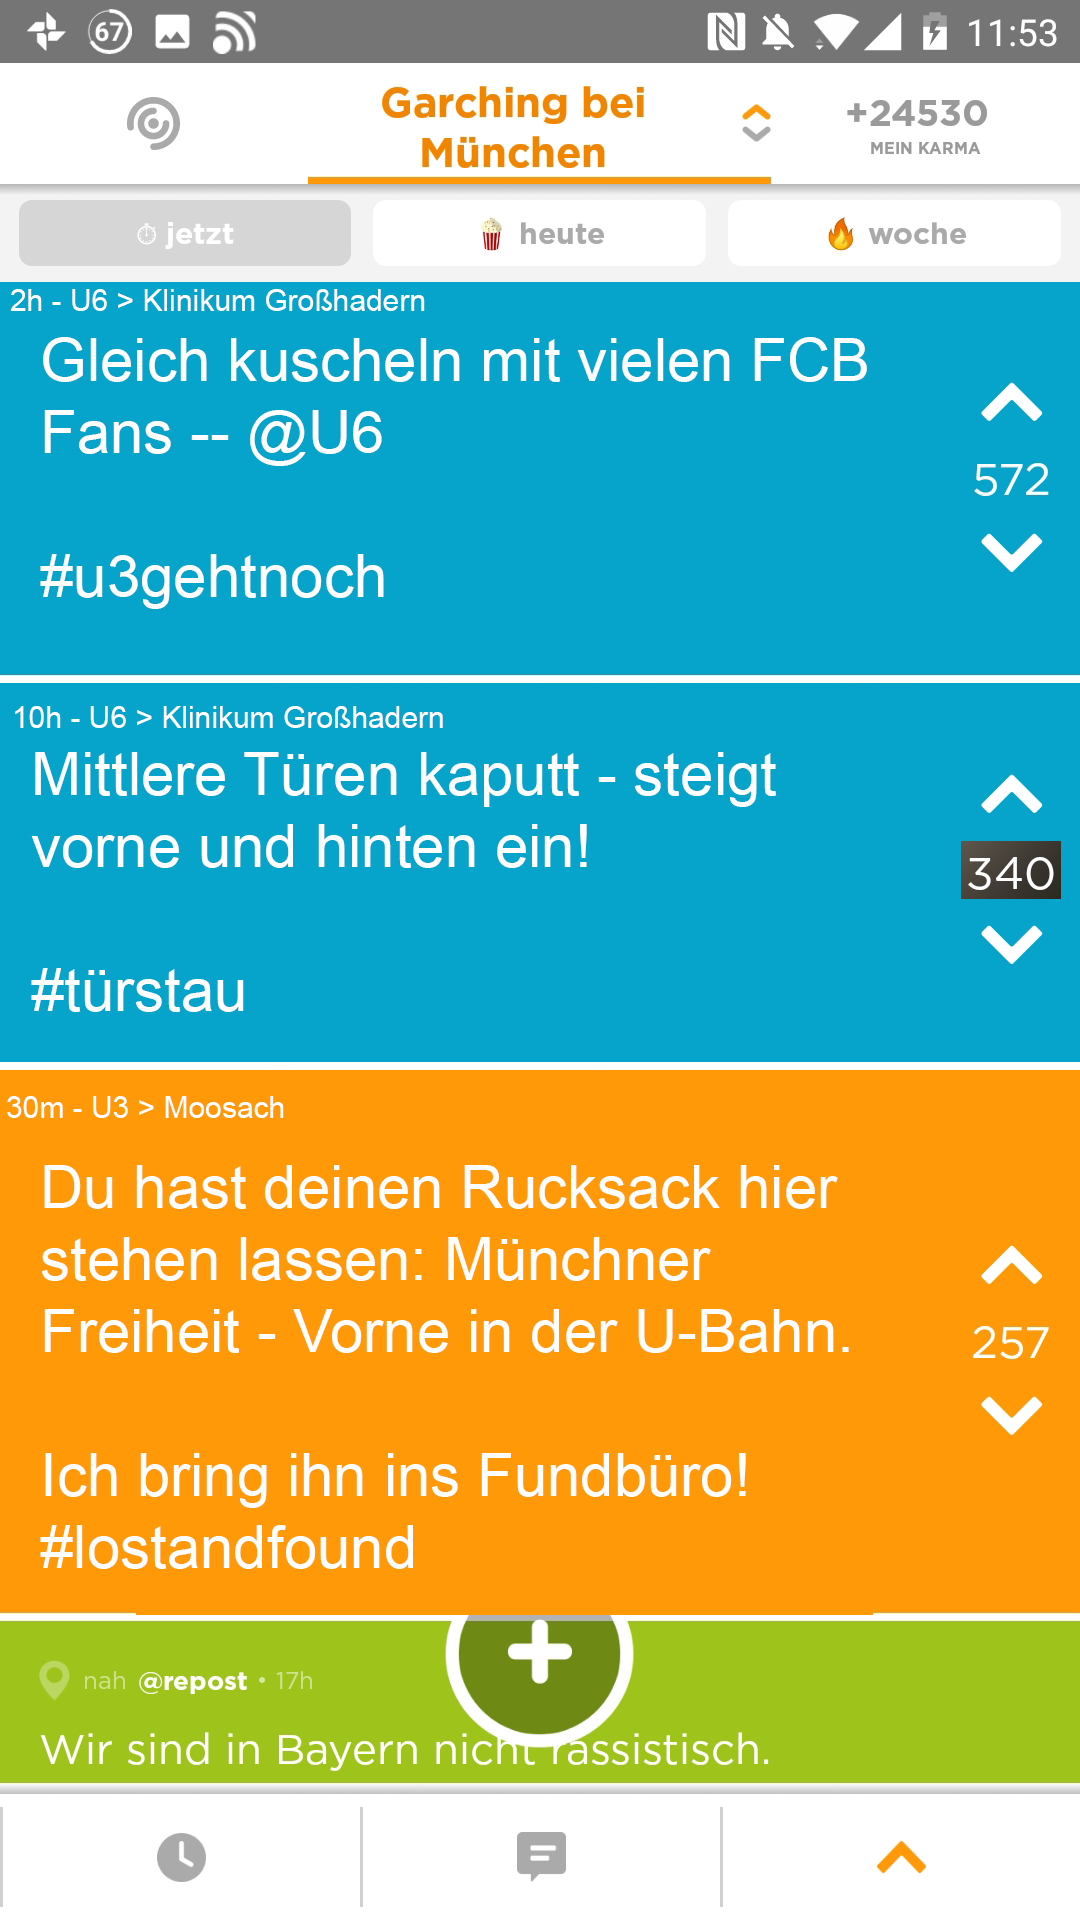 67
11:53
Garching bei
München
+24530
MEIN KARMA
jetzt
heute
woche
2h - U6 > Klinikum Großhadern
Gleich kuscheln mit vielen FCB
Fans -- @U6
572
#u3gehtnoch
10h - U6 > Klinikum Großhadern
Mittlere Türen kaputt - steigt
vorne und hinten ein!
340
#türstau
30m - U3 > Moosach
Du hast deinen Rucksack hier
stehen lassen: Münchner
Freiheit - Vorne in der U-Bahn.
257
Ich bring ihn ins Fundbüro!
#lostandfound
nah @repost • 17h
Wir sind in Bayern nicht rassistisch.